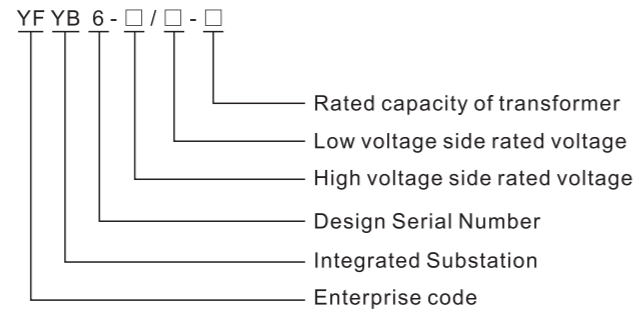 YF YB 6 - □ / □ - □
Rated capacity of transformer
Low voltage side rated voltage
High voltage side rated voltage
Design Serial Number
Integrated Substation
Enterprise code